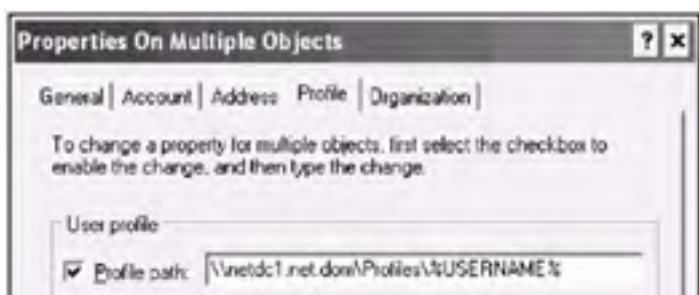 Properties On Multiple Objects ? ×
General Account Address Profile Organization
To change a property for multiple objects, first select the checkbox to
enable the change, and then type the change.
User profile
Profile path: \\netdc1.net.dom\Profiles\%USERNAME%